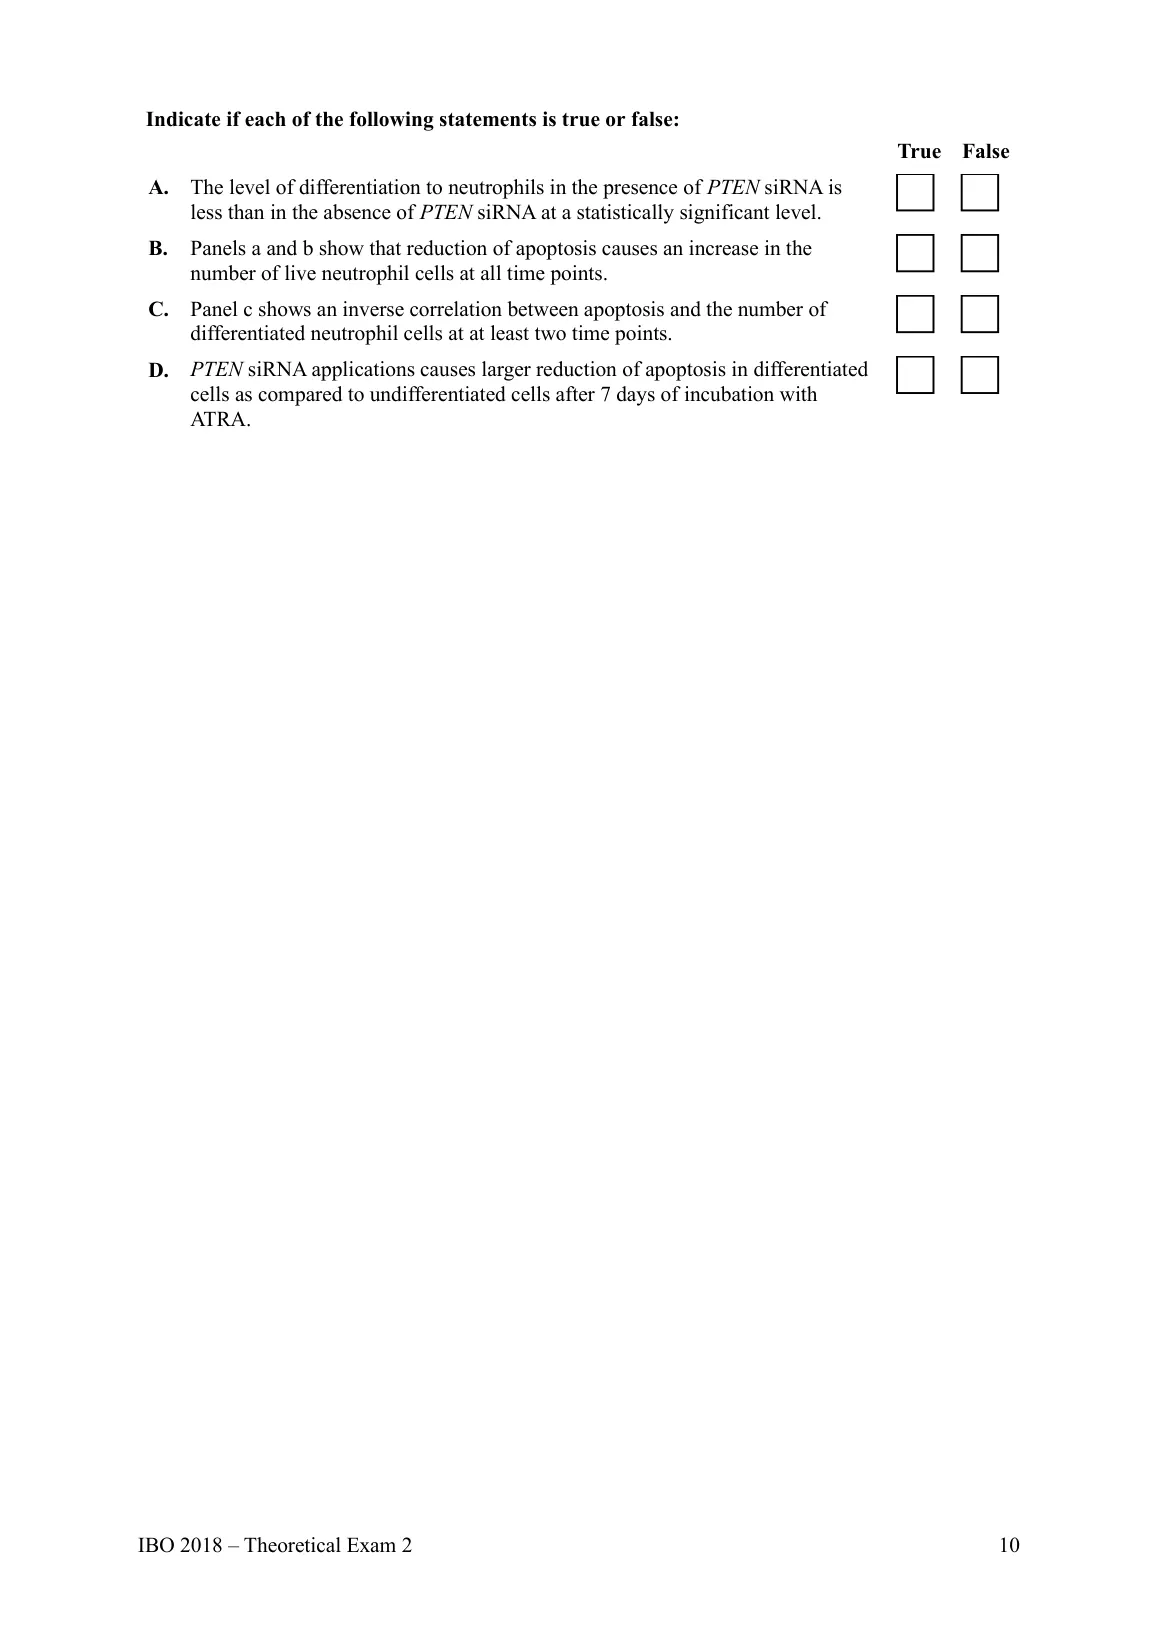 Indicate if each of the following statements is true or false:
True False
A. The level of differentiation to neutrophils in the presence of PTEN siRNA is
less than in the absence of PTEN siRNA at a statistically significant level.
B. Panels a and b show that reduction of apoptosis causes an increase in the
number of live neutrophil cells at all time points.
C. Panel c shows an inverse correlation between apoptosis and the number of
differentiated neutrophil cells at at least two time points.
D. PTEN siRNA applications causes larger reduction of apoptosis in differentiated
cells as compared to undifferentiated cells after 7 days of incubation with
ATRA.
IBO 2018 – Theoretical Exam 2 10